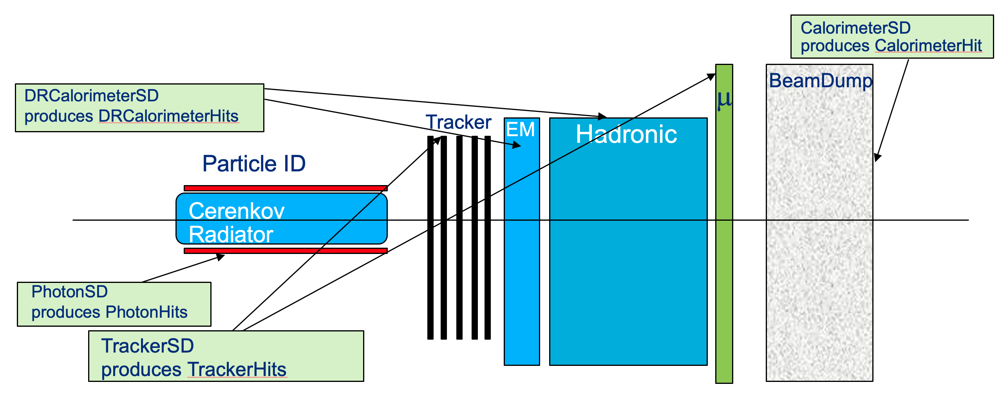 CalorimeterSD
produces CalorimeterHit
BeamDump
DRCalorimeterSD
produces DRCalorimeterHits
μ
Tracker
EM
Hadronic
Particle ID
Cerenkov
Radiator
PhotonSD
produces PhotonHits
TrackerSD
produces TrackerHits